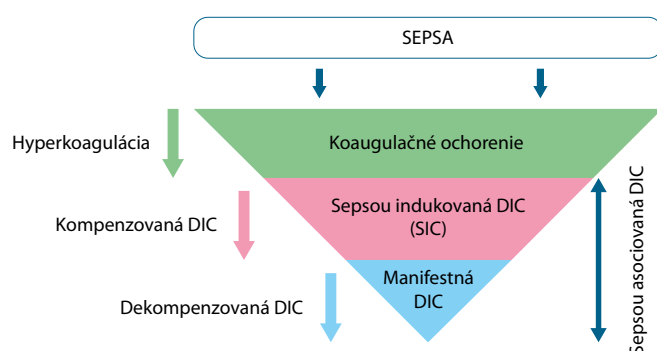 SEPSA
Hyperkoagulácia
Koaugulačné ochorenie
Kompenzovaná DIC
Sepsou indukovaná DIC
(SIC)
Dekompenzovaná DIC
Manifestná
DIC
Sepsou asociovaná DIC